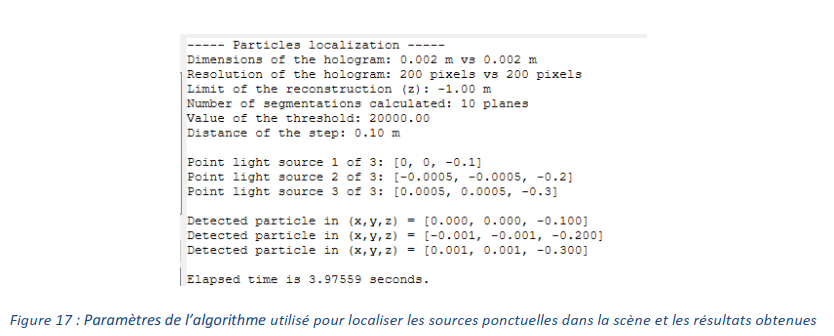 ----- Particles localization -----
Dimensions of the hologram: 0.002 m vs 0.002 m
Resolution of the hologram: 200 pixels vs 200 pixels
Limit of the reconstruction (z): -1.00 m
Number of segmentations calculated: 10 planes
Value of the threshold: 20000.00
Distance of the step: 0.10 m
Point light source 1 of 3: [0, 0, -0.1]
Point light source 2 of 3: [-0.0005, -0.0005, -0.2]
Point light source 3 of 3: [0.0005, 0.0005, -0.3]
Detected particle in (x,y,z) = [0.000, 0.000, -0.100]
Detected particle in (x,y,z) = [-0.001, -0.001, -0.200]
Detected particle in (x,y,z) = [0.001, 0.001, -0.300]
Elapsed time is 3.97559 seconds.
Figure 17 : Paramètres de l’algorithme utilisé pour localiser les sources ponctuelles dans la scène et les résultats obtenues